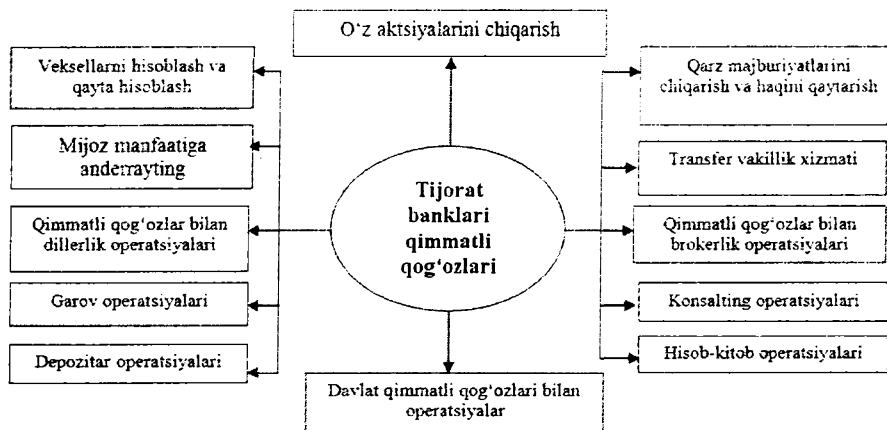 O‘z aktsiyalarini chiqarish
Veksellarni hisoblash va
qayta hisoblash
Mijoz manfaatiga
anderrayting
Qimmatli qog‘ozlar bilan
dillerlik operatsiyalari
Garov operatsiyalari
Depozitar operatsiyalari
Tijorat
banklari
qimmatli
qog‘ozlari
Qarz majburiyatlarini
chiqarish va haqini qaytarish
Transfer vakillik xizmati
Qimmatli qog‘ozlar bilan
brokerlik operatsiyalari
Konsalting operatsiyalari
Hisob-kitob operatsiyalari
Davlat qimmatli qog‘ozlari bilan
operatsiyalar